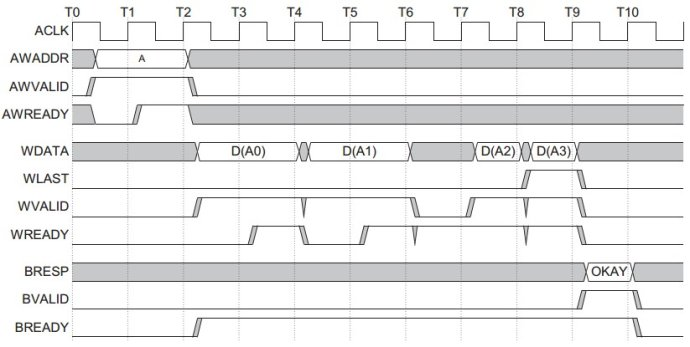 T0 T1 T2 T3 T4 T5 T6 T7 T8 T9 T10
ACLK
AWADDR A
AWVALID
AWREADY
WDATA D(A0) D(A1) D(A2) D(A3)
WLAST
WVALID
WREADY
BRESP OKAY
BVALID
BREADY